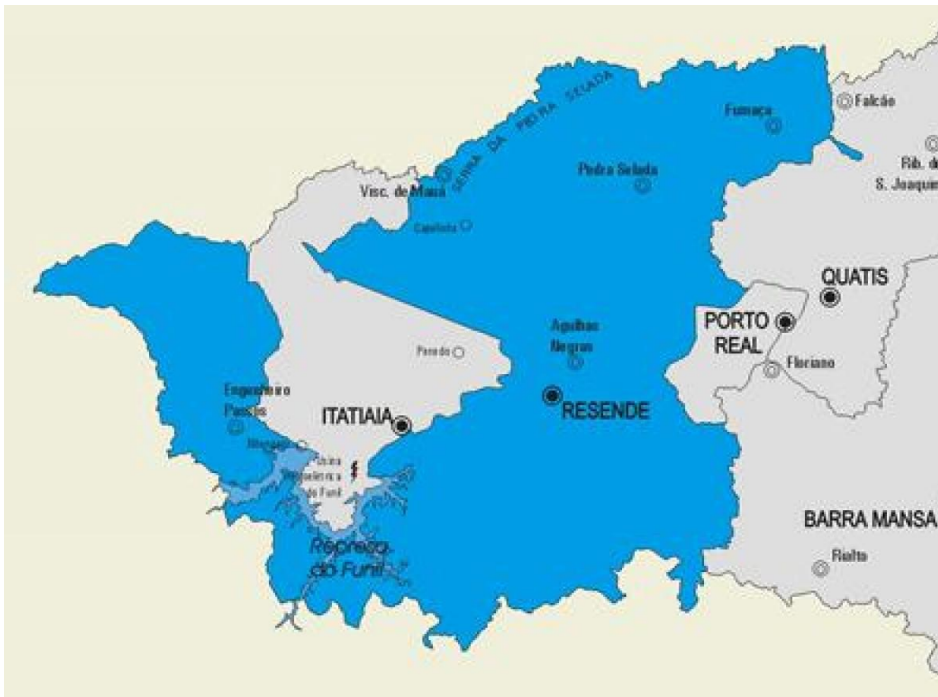 SERRA DA PEDRA SELADA
Fumaça
Falcão
Visc. de Mauá
Pedra Selada
Rib. de
S. Joaquim
Capelinha
QUATIS
PORTO
REAL
Agulhas
Negras
Penedo
Floriano
Engenheiro
Passos
ITATIAIA
RESENDE
Usina
do Funil
BARRA MANSA
Represa
do Funil
Rialto